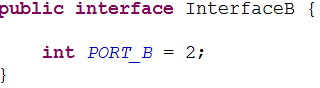 public interface InterfaceB {
int PORT_B = 2;
}